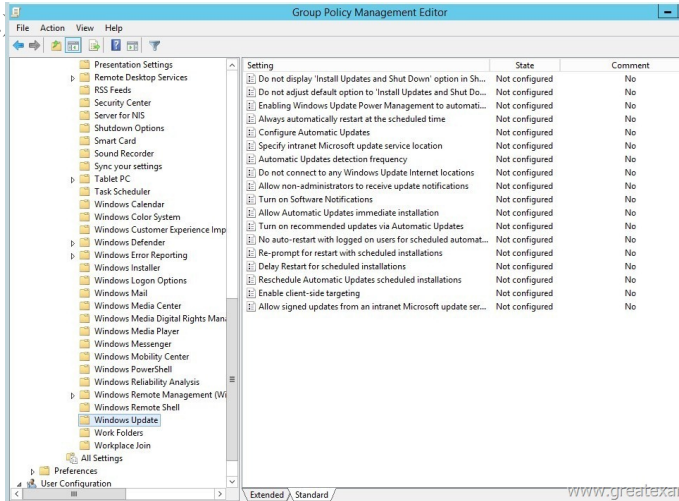 Group Policy Management Editor
File Action View Help
Presentation Settings
Remote Desktop Services
RSS Feeds
Security Center
Server for NIS
Shutdown Options
Smart Card
Sound Recorder
Sync your settings
Tablet PC
Task Scheduler
Windows Calendar
Windows Color System
Windows Customer Experience Imp
Windows Defender
Windows Error Reporting
Windows Installer
Windows Logon Options
Windows Mail
Windows Media Center
Windows Media Digital Rights Man
Windows Media Player
Windows Messenger
Windows Mobility Center
Windows PowerShell
Windows Reliability Analysis
Windows Remote Management (Wi
Windows Remote Shell
Windows Update
Work Folders
Workplace Join
All Settings
Preferences
User Configuration
Setting State Comment
Do not display 'Install Updates and Shut Down' option in Sh... Not configured No
Do not adjust default option to 'Install Updates and Shut Do... Not configured No
Enabling Windows Update Power Management to automati... Not configured No
Always automatically restart at the scheduled time Not configured No
Configure Automatic Updates Not configured No
Specify intranet Microsoft update service location Not configured No
Automatic Updates detection frequency Not configured No
Do not connect to any Windows Update Internet locations Not configured No
Allow non-administrators to receive update notifications Not configured No
Turn on Software Notifications Not configured No
Allow Automatic Updates immediate installation Not configured No
Turn on recommended updates via Automatic Updates Not configured No
No auto-restart with logged on users for scheduled automat... Not configured No
Re-prompt for restart with scheduled installations Not configured No
Delay Restart for scheduled installations Not configured No
Reschedule Automatic Updates scheduled installations Not configured No
Enable client-side targeting Not configured No
Allow signed updates from an intranet Microsoft update ser... Not configured No
Extended Standard
www.greatexa